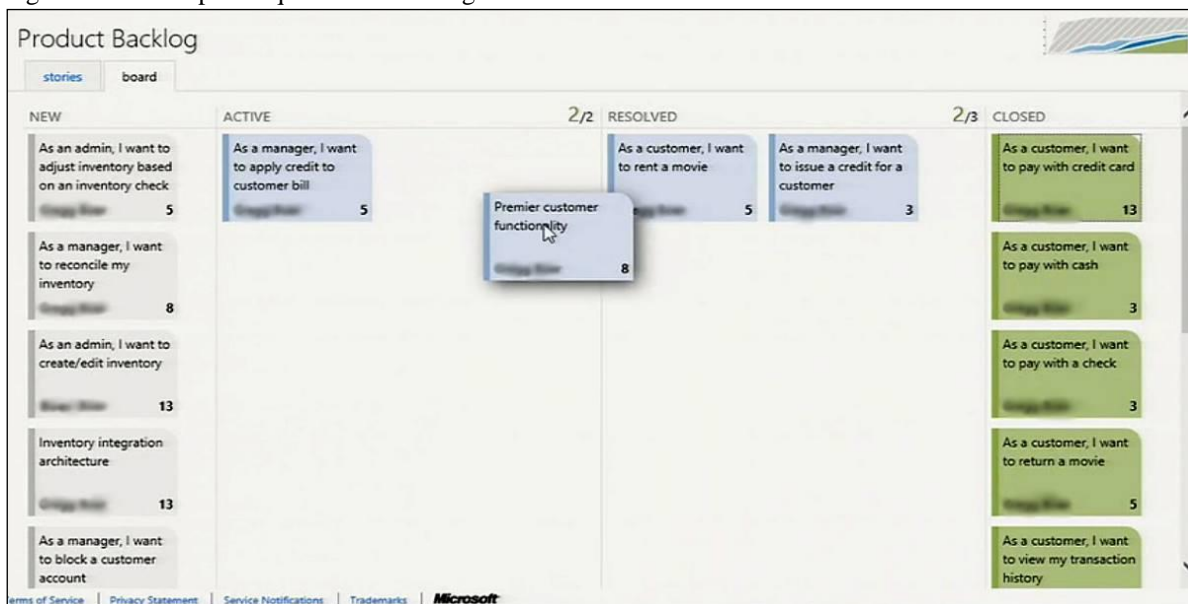 Product Backlog
stories board
NEW
As an admin, I want to
adjust inventory based
on an inventory check
5
As a manager, I want
to reconcile my
inventory
8
As an admin, I want to
create/edit inventory
13
Inventory integration
architecture
13
As a manager, I want
to block a customer
account
ACTIVE 2/2
As a manager, I want
to apply credit to
customer bill
5
Premier customer
functionality
8
RESOLVED 2/3
As a customer, I want
to rent a movie
5
As a manager, I want
to issue a credit for a
customer
3
CLOSED
As a customer, I want
to pay with credit card
13
As a customer, I want
to pay with cash
3
As a customer, I want
to pay with a check
3
As a customer, I want
to return a movie
5
As a customer, I want
to view my transaction
history
erms of Service | Privacy Statement | Service Notifications | Trademarks | Microsoft